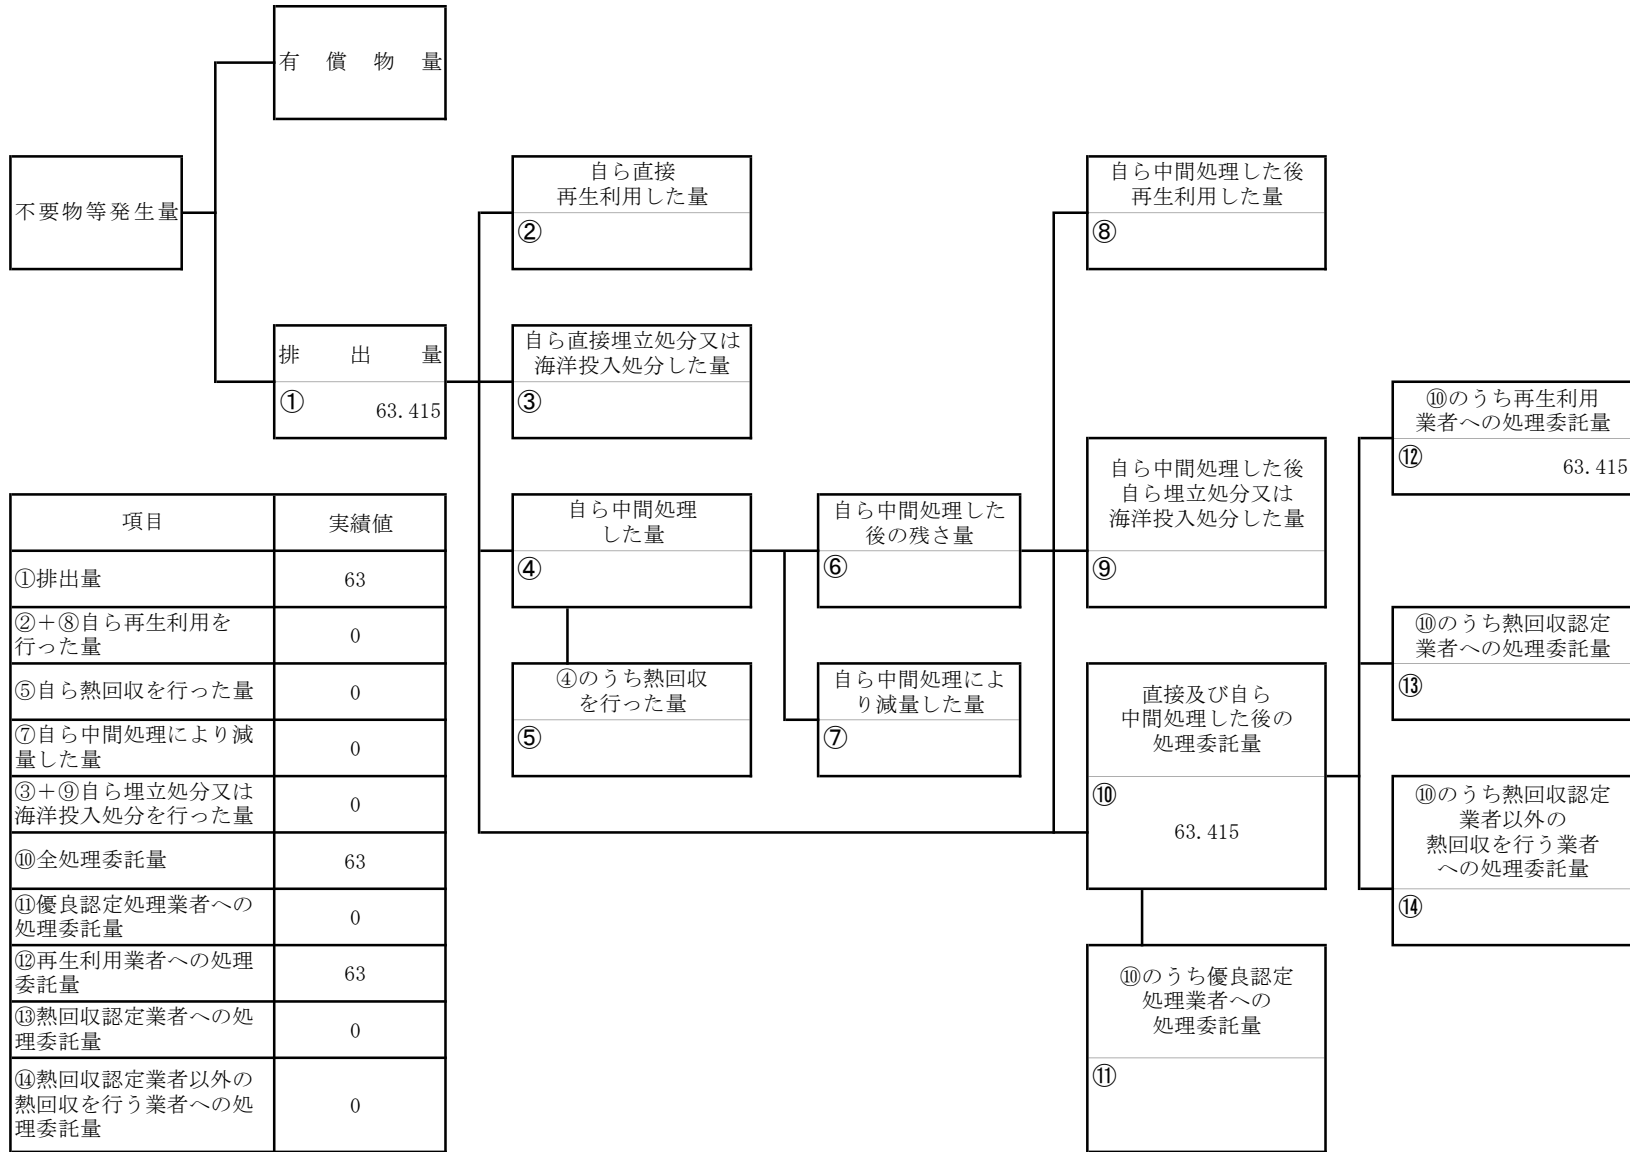 有償物量
不要物等発生量
排出量
①
63.415
自ら直接
再生利用した量
②
自ら直接埋立処分又は
海洋投入処分した量
③
自ら中間処理
した量
④
④のうち熱回収
を行った量
⑤
自ら中間処理した
後の残さ量
⑥
自ら中間処理によ
り減量した量
⑦
自ら中間処理した後
再生利用した量
⑧
自ら中間処理した後
自ら埋立処分又は
海洋投入処分した量
⑨
直接及び自ら
中間処理した後の
処理委託量
⑩
63.415
⑩のうち優良認定
処理業者への
処理委託量
⑪
⑩のうち再生利用
業者への処理委託量
⑫
63.415
⑩のうち熱回収認定
業者への処理委託量
⑬
⑩のうち熱回収認定
業者以外の
熱回収を行う業者
への処理委託量
⑭
項目 実績値
①排出量 63
②+⑧自ら再生利用を
行った量 0
⑤自ら熱回収を行った量 0
⑦自ら中間処理により減
量した量 0
③+⑨自ら埋立処分又は
海洋投入処分を行った量 0
⑩全処理委託量 63
⑪優良認定処理業者への
処理委託量 0
⑫再生利用業者への処理
委託量 63
⑬熱回収認定業者への処
理委託量 0
⑭熱回収認定業者以外の
熱回収を行う業者への処
理委託量 0